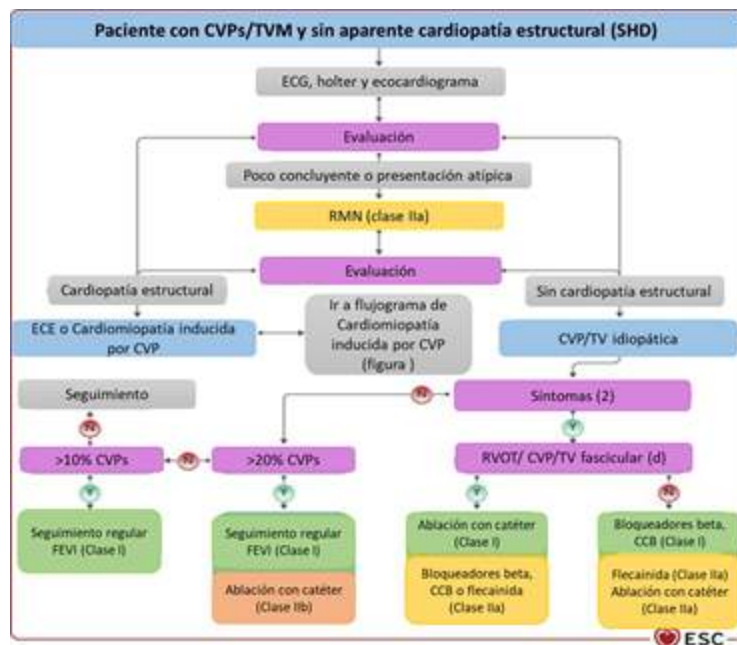 Paciente con CVPs/TVM y sin aparente cardiopatía estructural (SHD)
ECG, holter y ecocardiograma
Evaluación
Poco concluyente o presentación atípica
RMN (clase IIa)
Evaluación
Cardiopatía estructural
Sin cardiopatía estructural
ECE o Cardiomiopatía inducida
por CVP
Ir a flujograma de
Cardiomiopatía
inducida por CVP
(figura )
CVP/TV idiopática
Seguimiento
N
Síntomas (2)
N
Y
>10% CVPs
N
>20% CVPs
RVOT/ CVP/TV fascicular (d)
Y
Y
Y
N
Seguimiento regular
FEVI (Clase I)
Seguimiento regular
FEVI (Clase I)
Ablación con catéter
(Clase IIb)
Ablación con catéter
(Clase I)
Bloqueadores beta,
CCB o flecainida
(Clase IIa)
Bloqueadores beta,
CCB (Clase I)
Flecainida (Clase IIa)
Ablación con catéter
(Clase IIa)
ESC